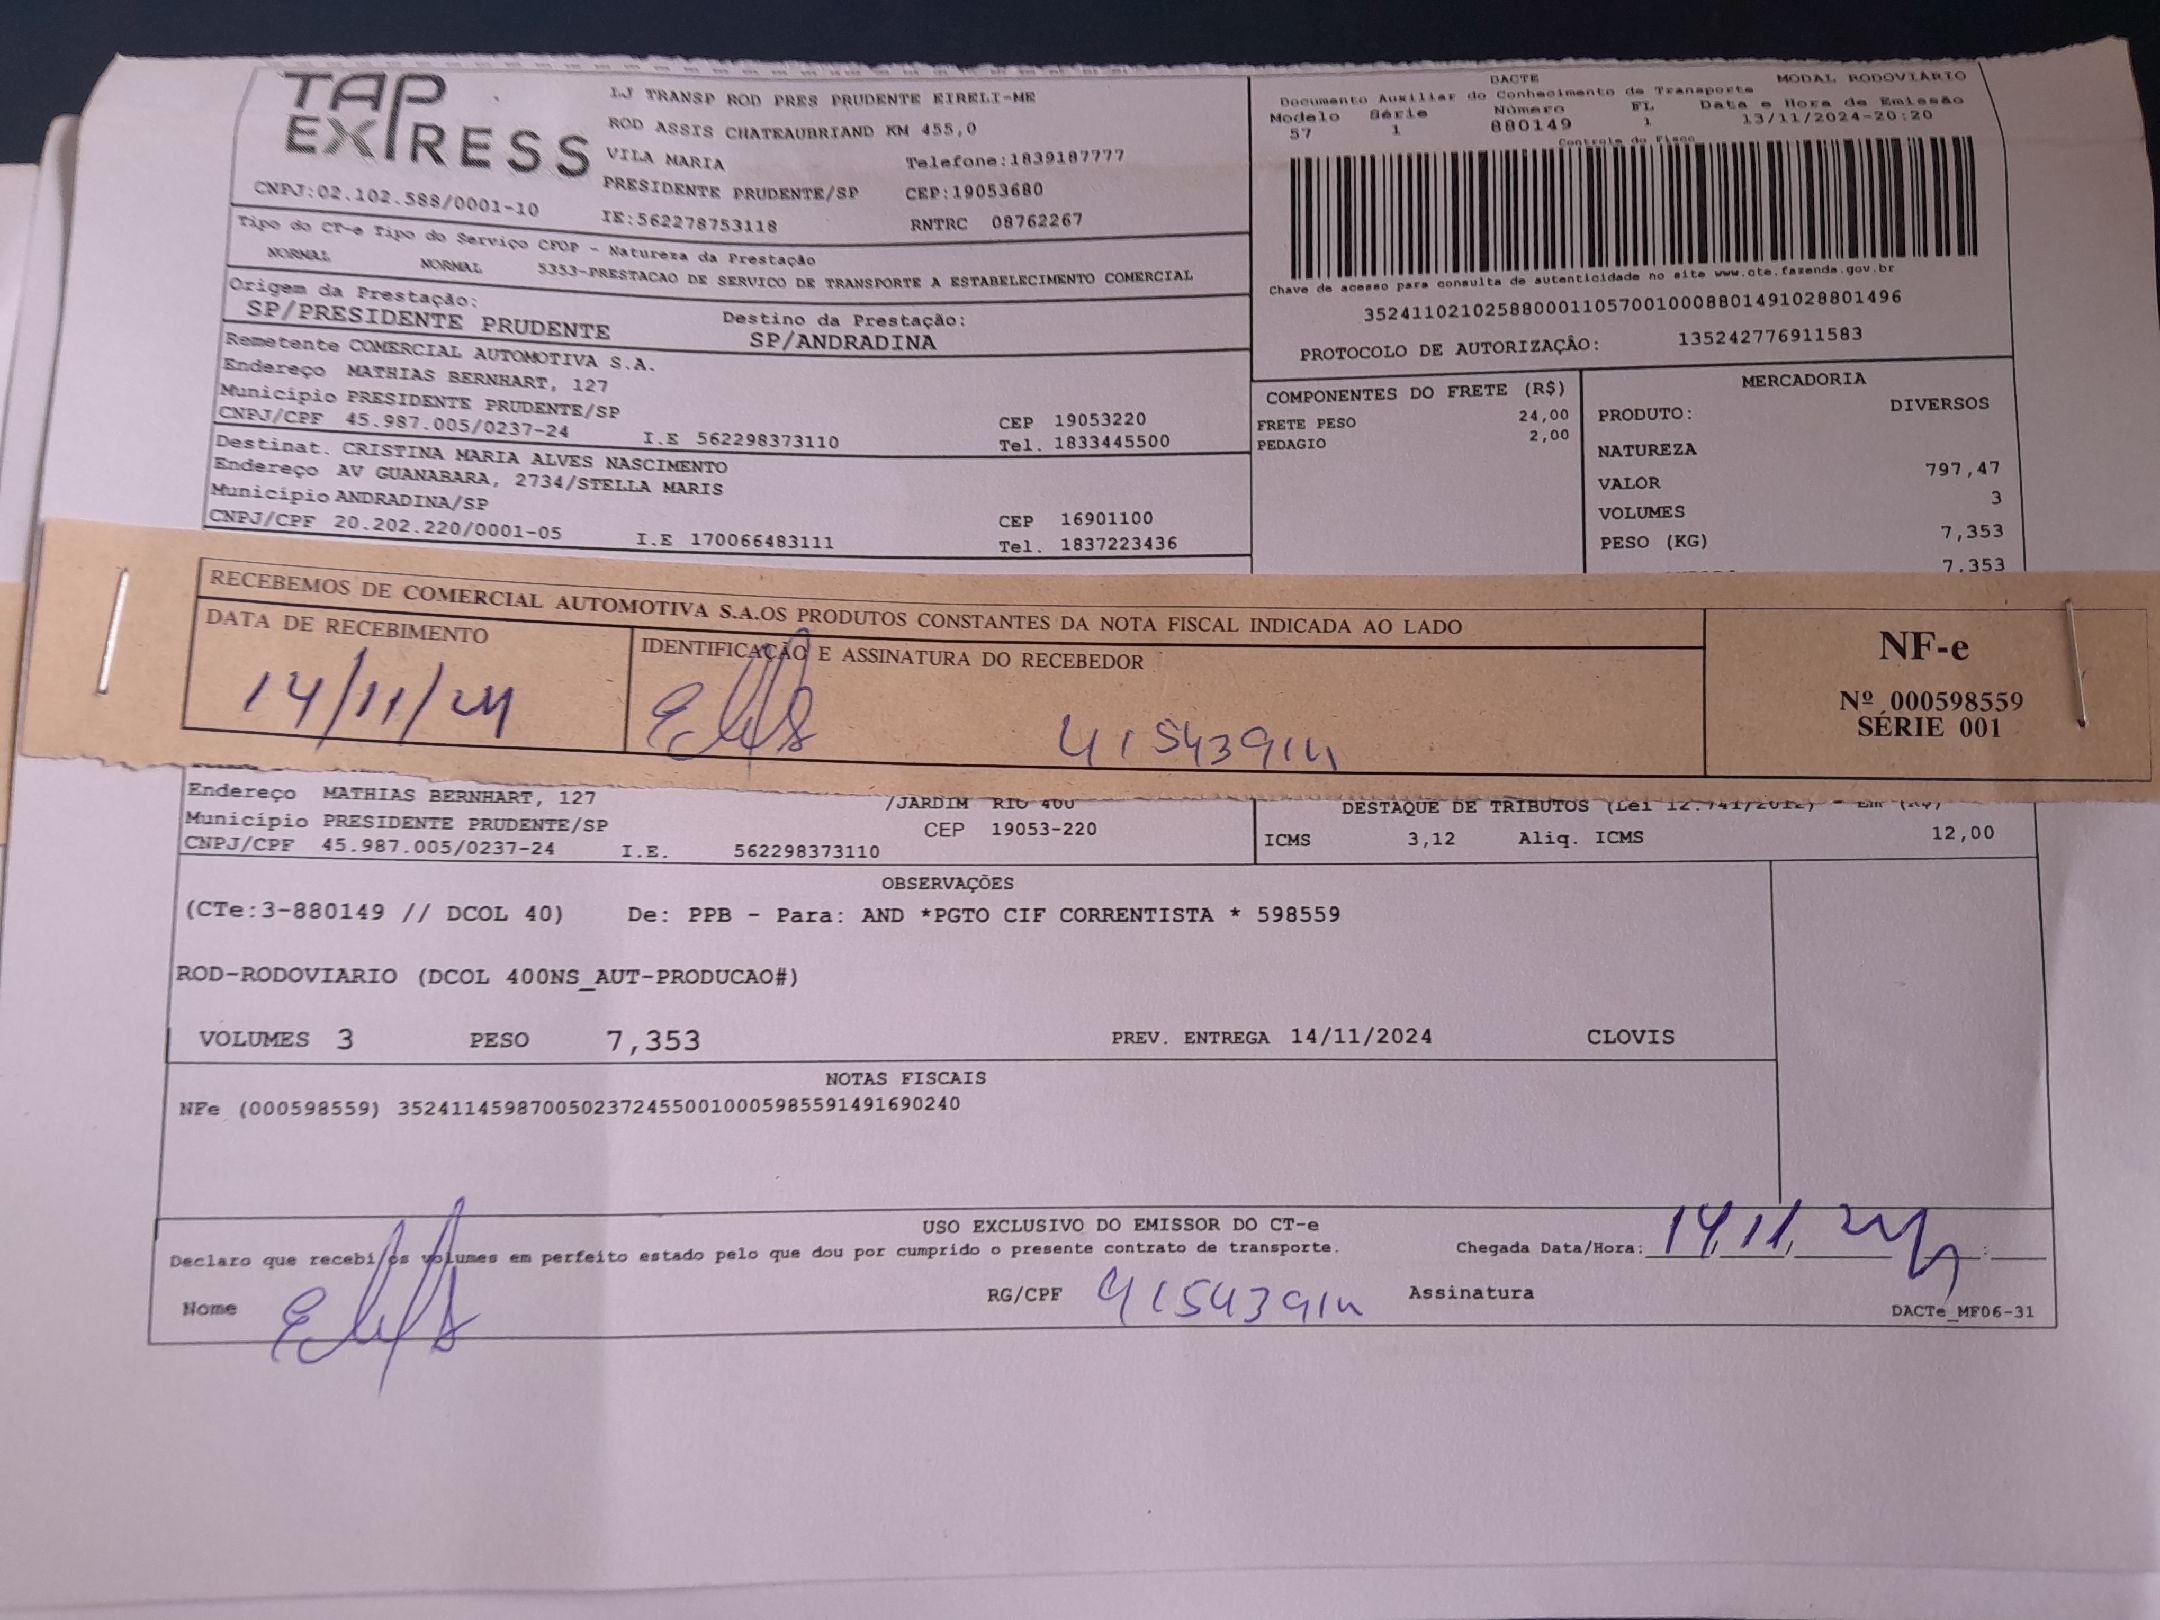 TAP EXPRESS
LJ TRANSP ROD PRES PRUDENTE EIRELI-ME
ROD ASSIS CHATEAUBRIAND KM 455,0
VILA MARIA Telefone:1839187777
PRESIDENTE PRUDENTE/SP CEP:19053680
CNPJ:02.102.588/0001-10 IE:562278753118 RNTRC 08762267
DACTE MODAL RODOVIÁRIO
Documento Auxiliar do Conhecimento de Transporte
Modelo Série Número FL Data e Hora de Emissão
57 1 880149 1 13/11/2024-20:20
Controle do Fisco
Chave de acesso para consulta de autenticidade no site www.cte.fazenda.gov.br
35241102102588000110570010008801491028801496
PROTOCOLO DE AUTORIZAÇÃO: 135242776911583
Tipo do CT-e Tipo do Serviço CFOP - Natureza da Prestação
NORMAL NORMAL 5353-PRESTACAO DE SERVICO DE TRANSPORTE A ESTABELECIMENTO COMERCIAL
Origem da Prestação: Destino da Prestação:
SP/PRESIDENTE PRUDENTE SP/ANDRADINA
Remetente COMERCIAL AUTOMOTIVA S.A.
Endereço MATHIAS BERNHART, 127
Município PRESIDENTE PRUDENTE/SP CEP 19053220
CNPJ/CPF 45.987.005/0237-24 I.E 562298373110 Tel. 1833445500
Destinat. CRISTINA MARIA ALVES NASCIMENTO
Endereço AV GUANABARA, 2734/STELLA MARIS
Município ANDRADINA/SP CEP 16901100
CNPJ/CPF 20.202.220/0001-05 I.E 170066483111 Tel. 1837223436
COMPONENTES DO FRETE (R$)
FRETE PESO 24,00
PEDAGIO 2,00
MERCADORIA
PRODUTO: DIVERSOS
NATUREZA
VALOR 797,47
VOLUMES 3
PESO (KG) 7,353
7,353
RECEBEMOS DE COMERCIAL AUTOMOTIVA S.A.OS PRODUTOS CONSTANTES DA NOTA FISCAL INDICADA AO LADO
DATA DE RECEBIMENTO IDENTIFICAÇÃO E ASSINATURA DO RECEBEDOR
14/11/24
NF-e
Nº 000598559
SÉRIE 001
Endereço MATHIAS BERNHART, 127 /JARDIM RIO 400
Município PRESIDENTE PRUDENTE/SP CEP 19053-220
CNPJ/CPF 45.987.005/0237-24 I.E. 562298373110
DESTAQUE DE TRIBUTOS (Lei 12.741/2012) - Em (R$)
ICMS 3,12 Aliq. ICMS 12,00
OBSERVAÇÕES
(CTe:3-880149 // DCOL 40) De: PPB - Para: AND *PGTO CIF CORRENTISTA * 598559
ROD-RODOVIARIO (DCOL 400NS_AUT-PRODUCAO#)
VOLUMES 3 PESO 7,353 PREV. ENTREGA 14/11/2024 CLOVIS
NOTAS FISCAIS
NFe (000598559) 35241145987005023724550010005985591491690240
USO EXCLUSIVO DO EMISSOR DO CT-e
Declaro que recebi os volumes em perfeito estado pelo que dou por cumprido o presente contrato de transporte. Chegada Data/Hora: 14/11/24
Nome RG/CPF Assinatura
DACTe_MF06-31